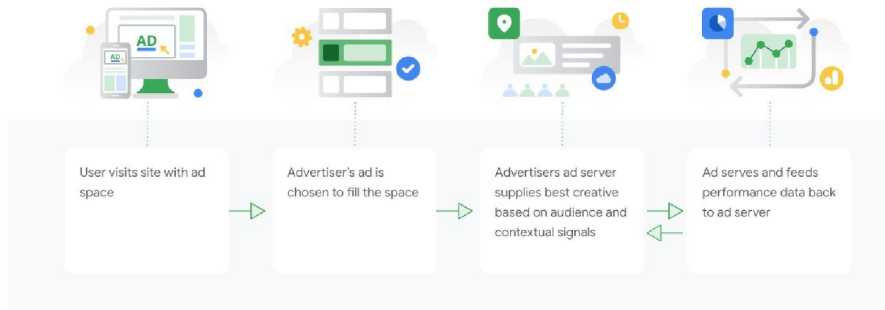 AD
AD
User visits site with ad
space
Advertiser's ad is
chosen to fill the space
Advertisers ad server
supplies best creative
based on audience and
contextual signals
Ad serves and feeds
performance data back
to ad server